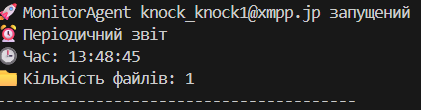 🚀 MonitorAgent knock_knock1@xmpp.jp запущений
⏰ Періодичний звіт
🕒 Час: 13:48:45
📁 Кількість файлів: 1
----------------------------------------